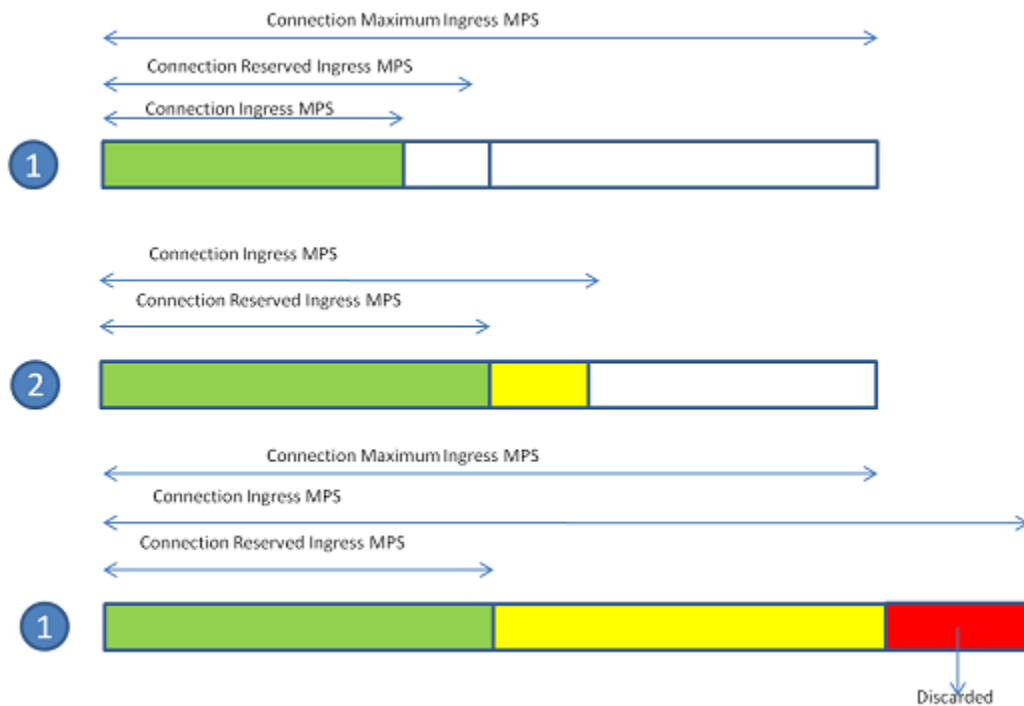 Connection Maximum Ingress MPS
Connection Reserved Ingress MPS
Connection Ingress MPS
1
Connection Ingress MPS
Connection Reserved Ingress MPS
2
Connection Maximum Ingress MPS
Connection Ingress MPS
Connection Reserved Ingress MPS
1
Discarded